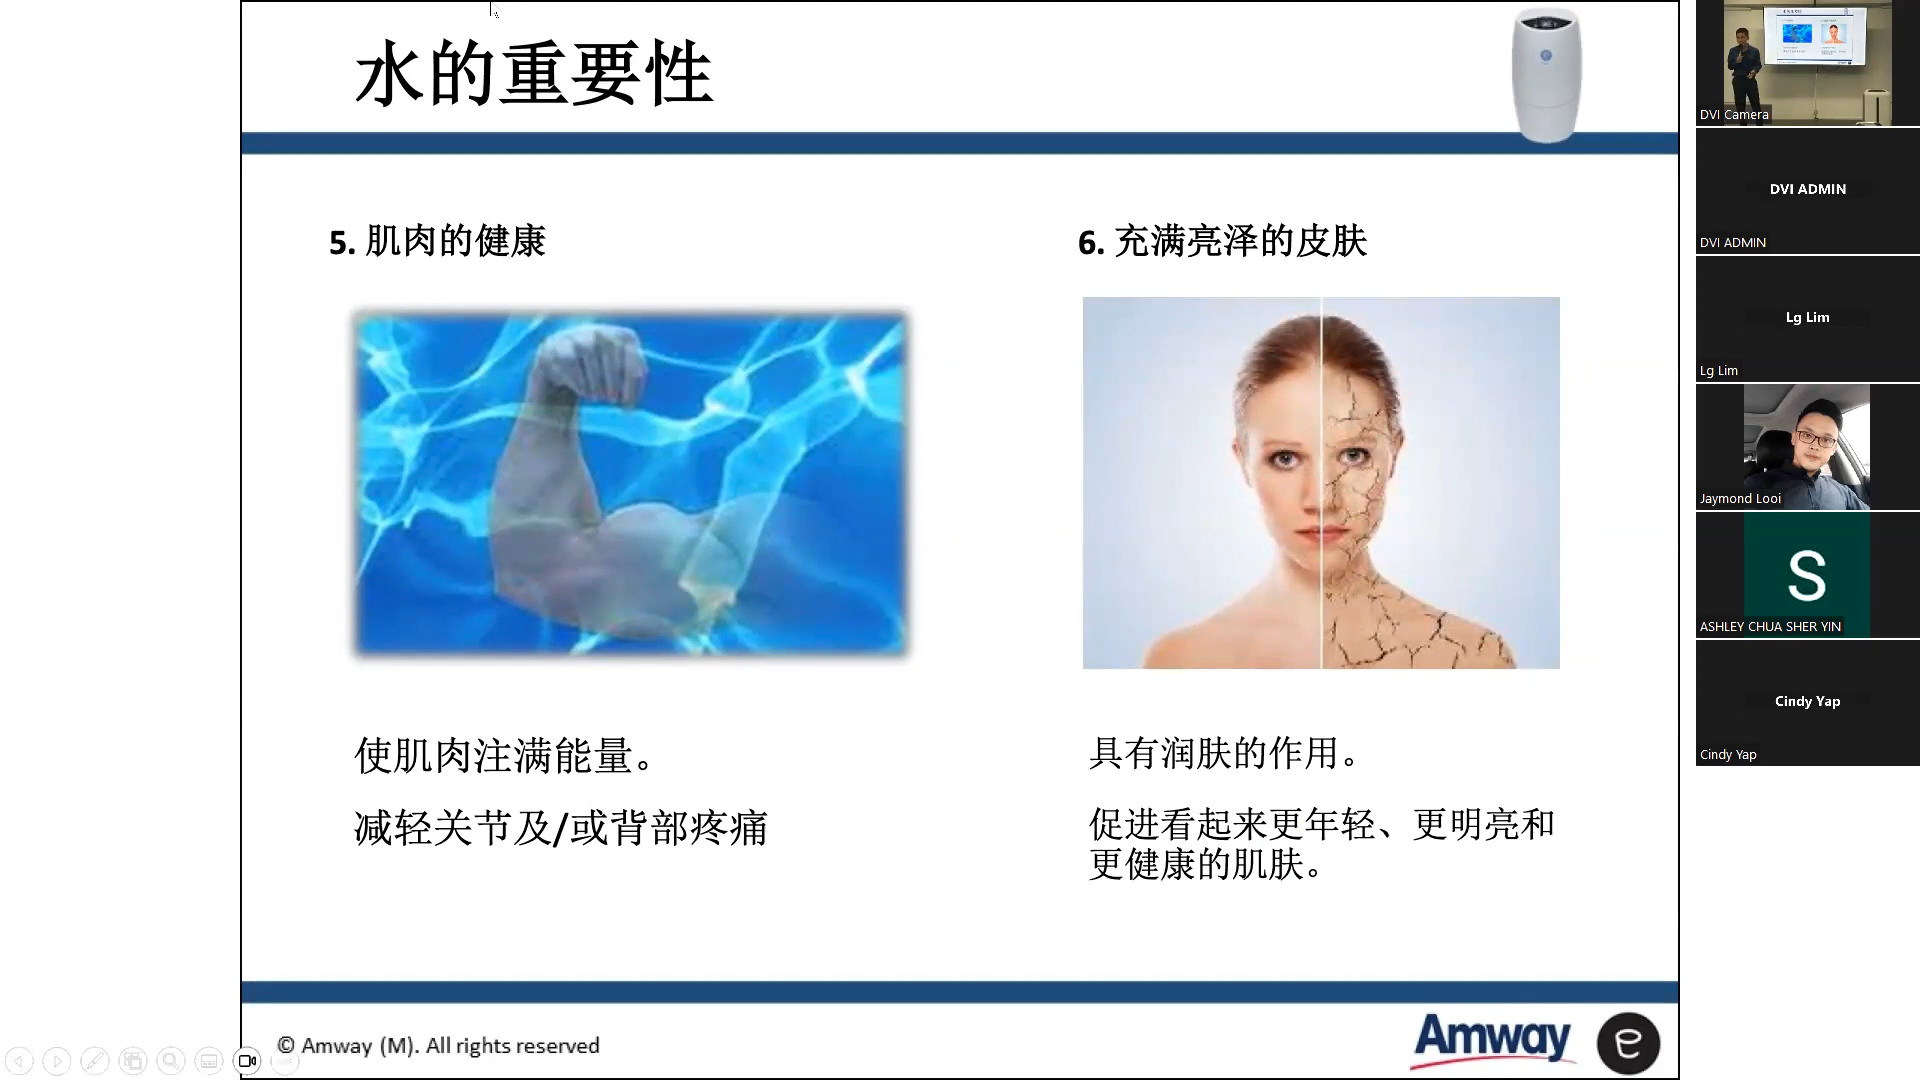 水的重要性
5. 肌肉的健康
6. 充满亮泽的皮肤
使肌肉注满能量。
减轻关节及/或背部疼痛
具有润肤的作用。
促进看起来更年轻、更明亮和
更健康的肌肤。
© Amway (M). All rights reserved
Amway
e
DVI Camera
DVI ADMIN
DVI ADMIN
Lg Lim
Lg Lim
Jaymond Looi
S
ASHLEY CHUA SHER YIN
Cindy Yap
Cindy Yap